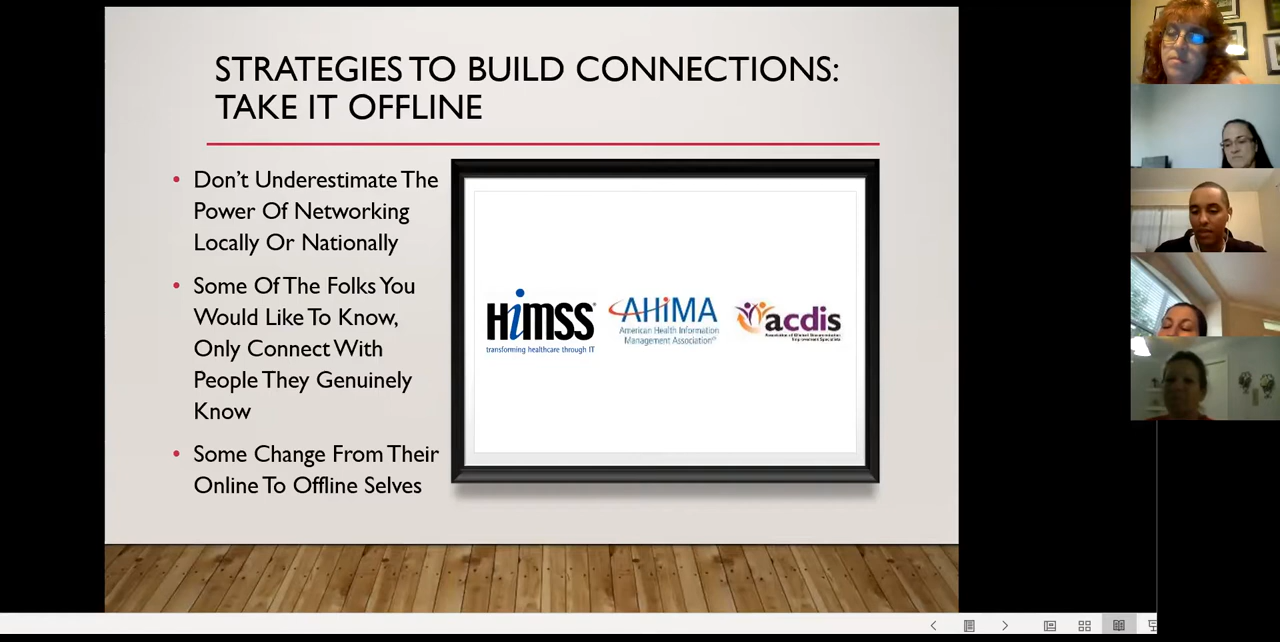 STRATEGIES TO BUILD CONNECTIONS:
TAKE IT OFFLINE
• Don't Underestimate The
Power Of Networking
Locally Or Nationally
• Some Of The Folks You
Would Like To Know,
Only Connect With
People They Genuinely
Know
• Some Change From Their
Online To Offline Selves
HiMSS®
transforming healthcare through IT
AHiMA
American Health Information
Management Association®
acdis
Association of Clinical Documentation
Improvement Specialists